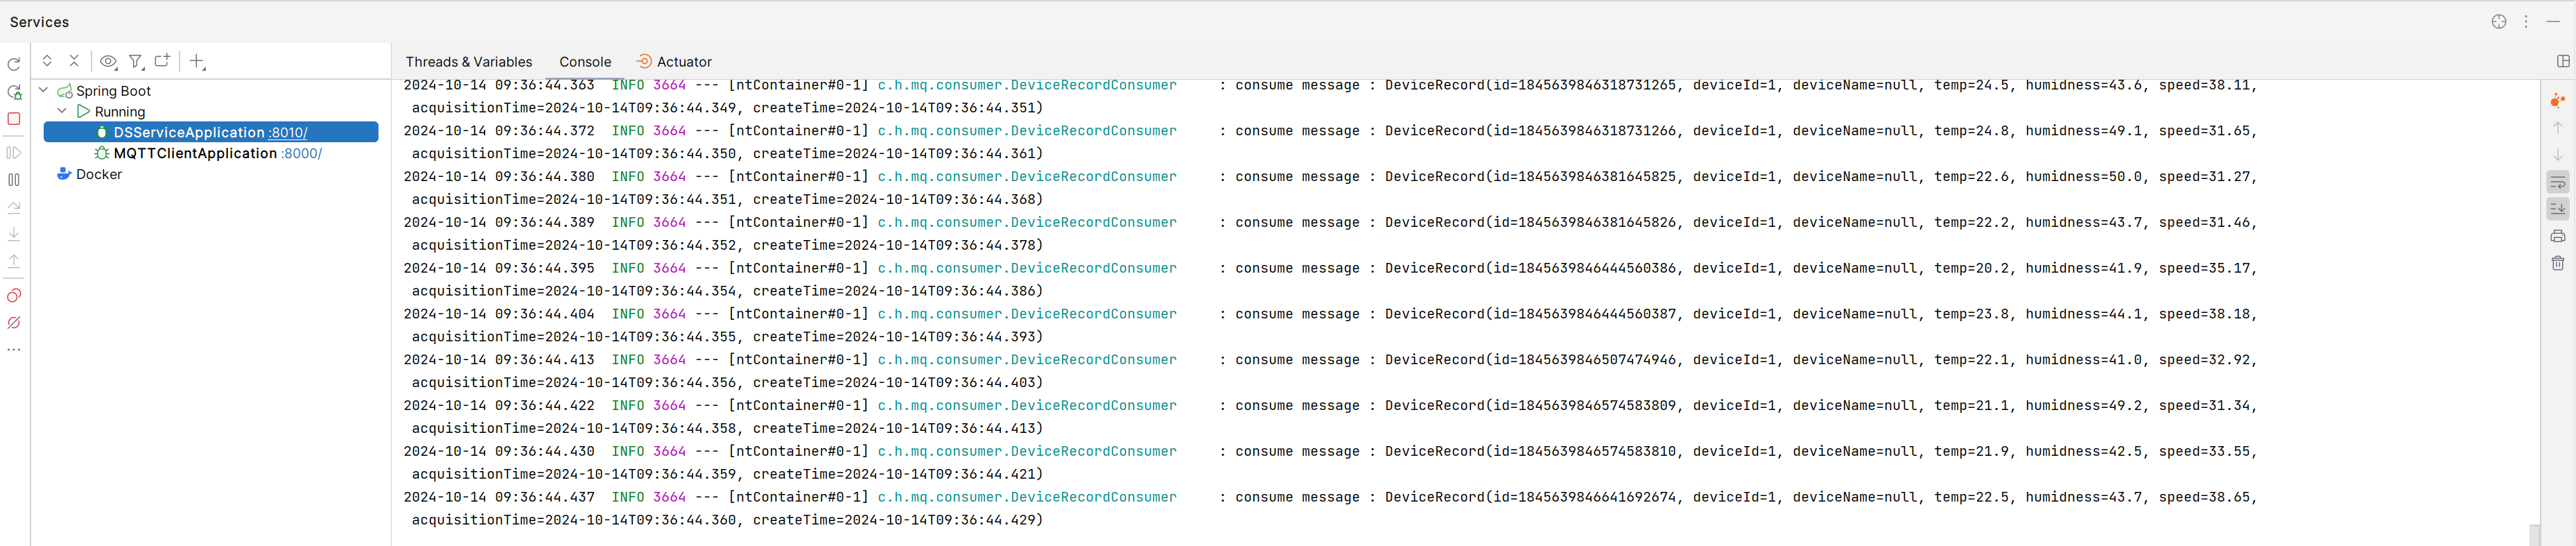 Services
Threads & Variables Console Actuator
Spring Boot
Running
DSServiceApplication :8010/
MQTTClientApplication :8000/
Docker
2024-10-14 09:36:44.363  INFO 3664 --- [ntContainer#0-1] c.h.mq.consumer.DeviceRecordConsumer     : consume message : DeviceRecord(id=1845639846318731265, deviceId=1, deviceName=null, temp=24.5, humidness=43.6, speed=38.11,
acquisitionTime=2024-10-14T09:36:44.349, createTime=2024-10-14T09:36:44.351)
2024-10-14 09:36:44.372  INFO 3664 --- [ntContainer#0-1] c.h.mq.consumer.DeviceRecordConsumer     : consume message : DeviceRecord(id=1845639846318731266, deviceId=1, deviceName=null, temp=24.8, humidness=49.1, speed=31.65,
acquisitionTime=2024-10-14T09:36:44.350, createTime=2024-10-14T09:36:44.361)
2024-10-14 09:36:44.380  INFO 3664 --- [ntContainer#0-1] c.h.mq.consumer.DeviceRecordConsumer     : consume message : DeviceRecord(id=1845639846381645825, deviceId=1, deviceName=null, temp=22.6, humidness=50.0, speed=31.27,
acquisitionTime=2024-10-14T09:36:44.351, createTime=2024-10-14T09:36:44.368)
2024-10-14 09:36:44.389  INFO 3664 --- [ntContainer#0-1] c.h.mq.consumer.DeviceRecordConsumer     : consume message : DeviceRecord(id=1845639846381645826, deviceId=1, deviceName=null, temp=22.2, humidness=43.7, speed=31.46,
acquisitionTime=2024-10-14T09:36:44.352, createTime=2024-10-14T09:36:44.378)
2024-10-14 09:36:44.395  INFO 3664 --- [ntContainer#0-1] c.h.mq.consumer.DeviceRecordConsumer     : consume message : DeviceRecord(id=1845639846444560386, deviceId=1, deviceName=null, temp=20.2, humidness=41.9, speed=35.17,
acquisitionTime=2024-10-14T09:36:44.354, createTime=2024-10-14T09:36:44.386)
2024-10-14 09:36:44.404  INFO 3664 --- [ntContainer#0-1] c.h.mq.consumer.DeviceRecordConsumer     : consume message : DeviceRecord(id=1845639846444560387, deviceId=1, deviceName=null, temp=23.8, humidness=44.1, speed=38.18,
acquisitionTime=2024-10-14T09:36:44.355, createTime=2024-10-14T09:36:44.393)
2024-10-14 09:36:44.413  INFO 3664 --- [ntContainer#0-1] c.h.mq.consumer.DeviceRecordConsumer     : consume message : DeviceRecord(id=1845639846507474946, deviceId=1, deviceName=null, temp=22.1, humidness=41.0, speed=32.92,
acquisitionTime=2024-10-14T09:36:44.356, createTime=2024-10-14T09:36:44.403)
2024-10-14 09:36:44.422  INFO 3664 --- [ntContainer#0-1] c.h.mq.consumer.DeviceRecordConsumer     : consume message : DeviceRecord(id=1845639846574583809, deviceId=1, deviceName=null, temp=21.1, humidness=49.2, speed=31.34,
acquisitionTime=2024-10-14T09:36:44.358, createTime=2024-10-14T09:36:44.413)
2024-10-14 09:36:44.430  INFO 3664 --- [ntContainer#0-1] c.h.mq.consumer.DeviceRecordConsumer     : consume message : DeviceRecord(id=1845639846574583810, deviceId=1, deviceName=null, temp=21.9, humidness=42.5, speed=33.55,
acquisitionTime=2024-10-14T09:36:44.359, createTime=2024-10-14T09:36:44.421)
2024-10-14 09:36:44.437  INFO 3664 --- [ntContainer#0-1] c.h.mq.consumer.DeviceRecordConsumer     : consume message : DeviceRecord(id=1845639846641692674, deviceId=1, deviceName=null, temp=22.5, humidness=43.7, speed=38.65,
acquisitionTime=2024-10-14T09:36:44.360, createTime=2024-10-14T09:36:44.429)